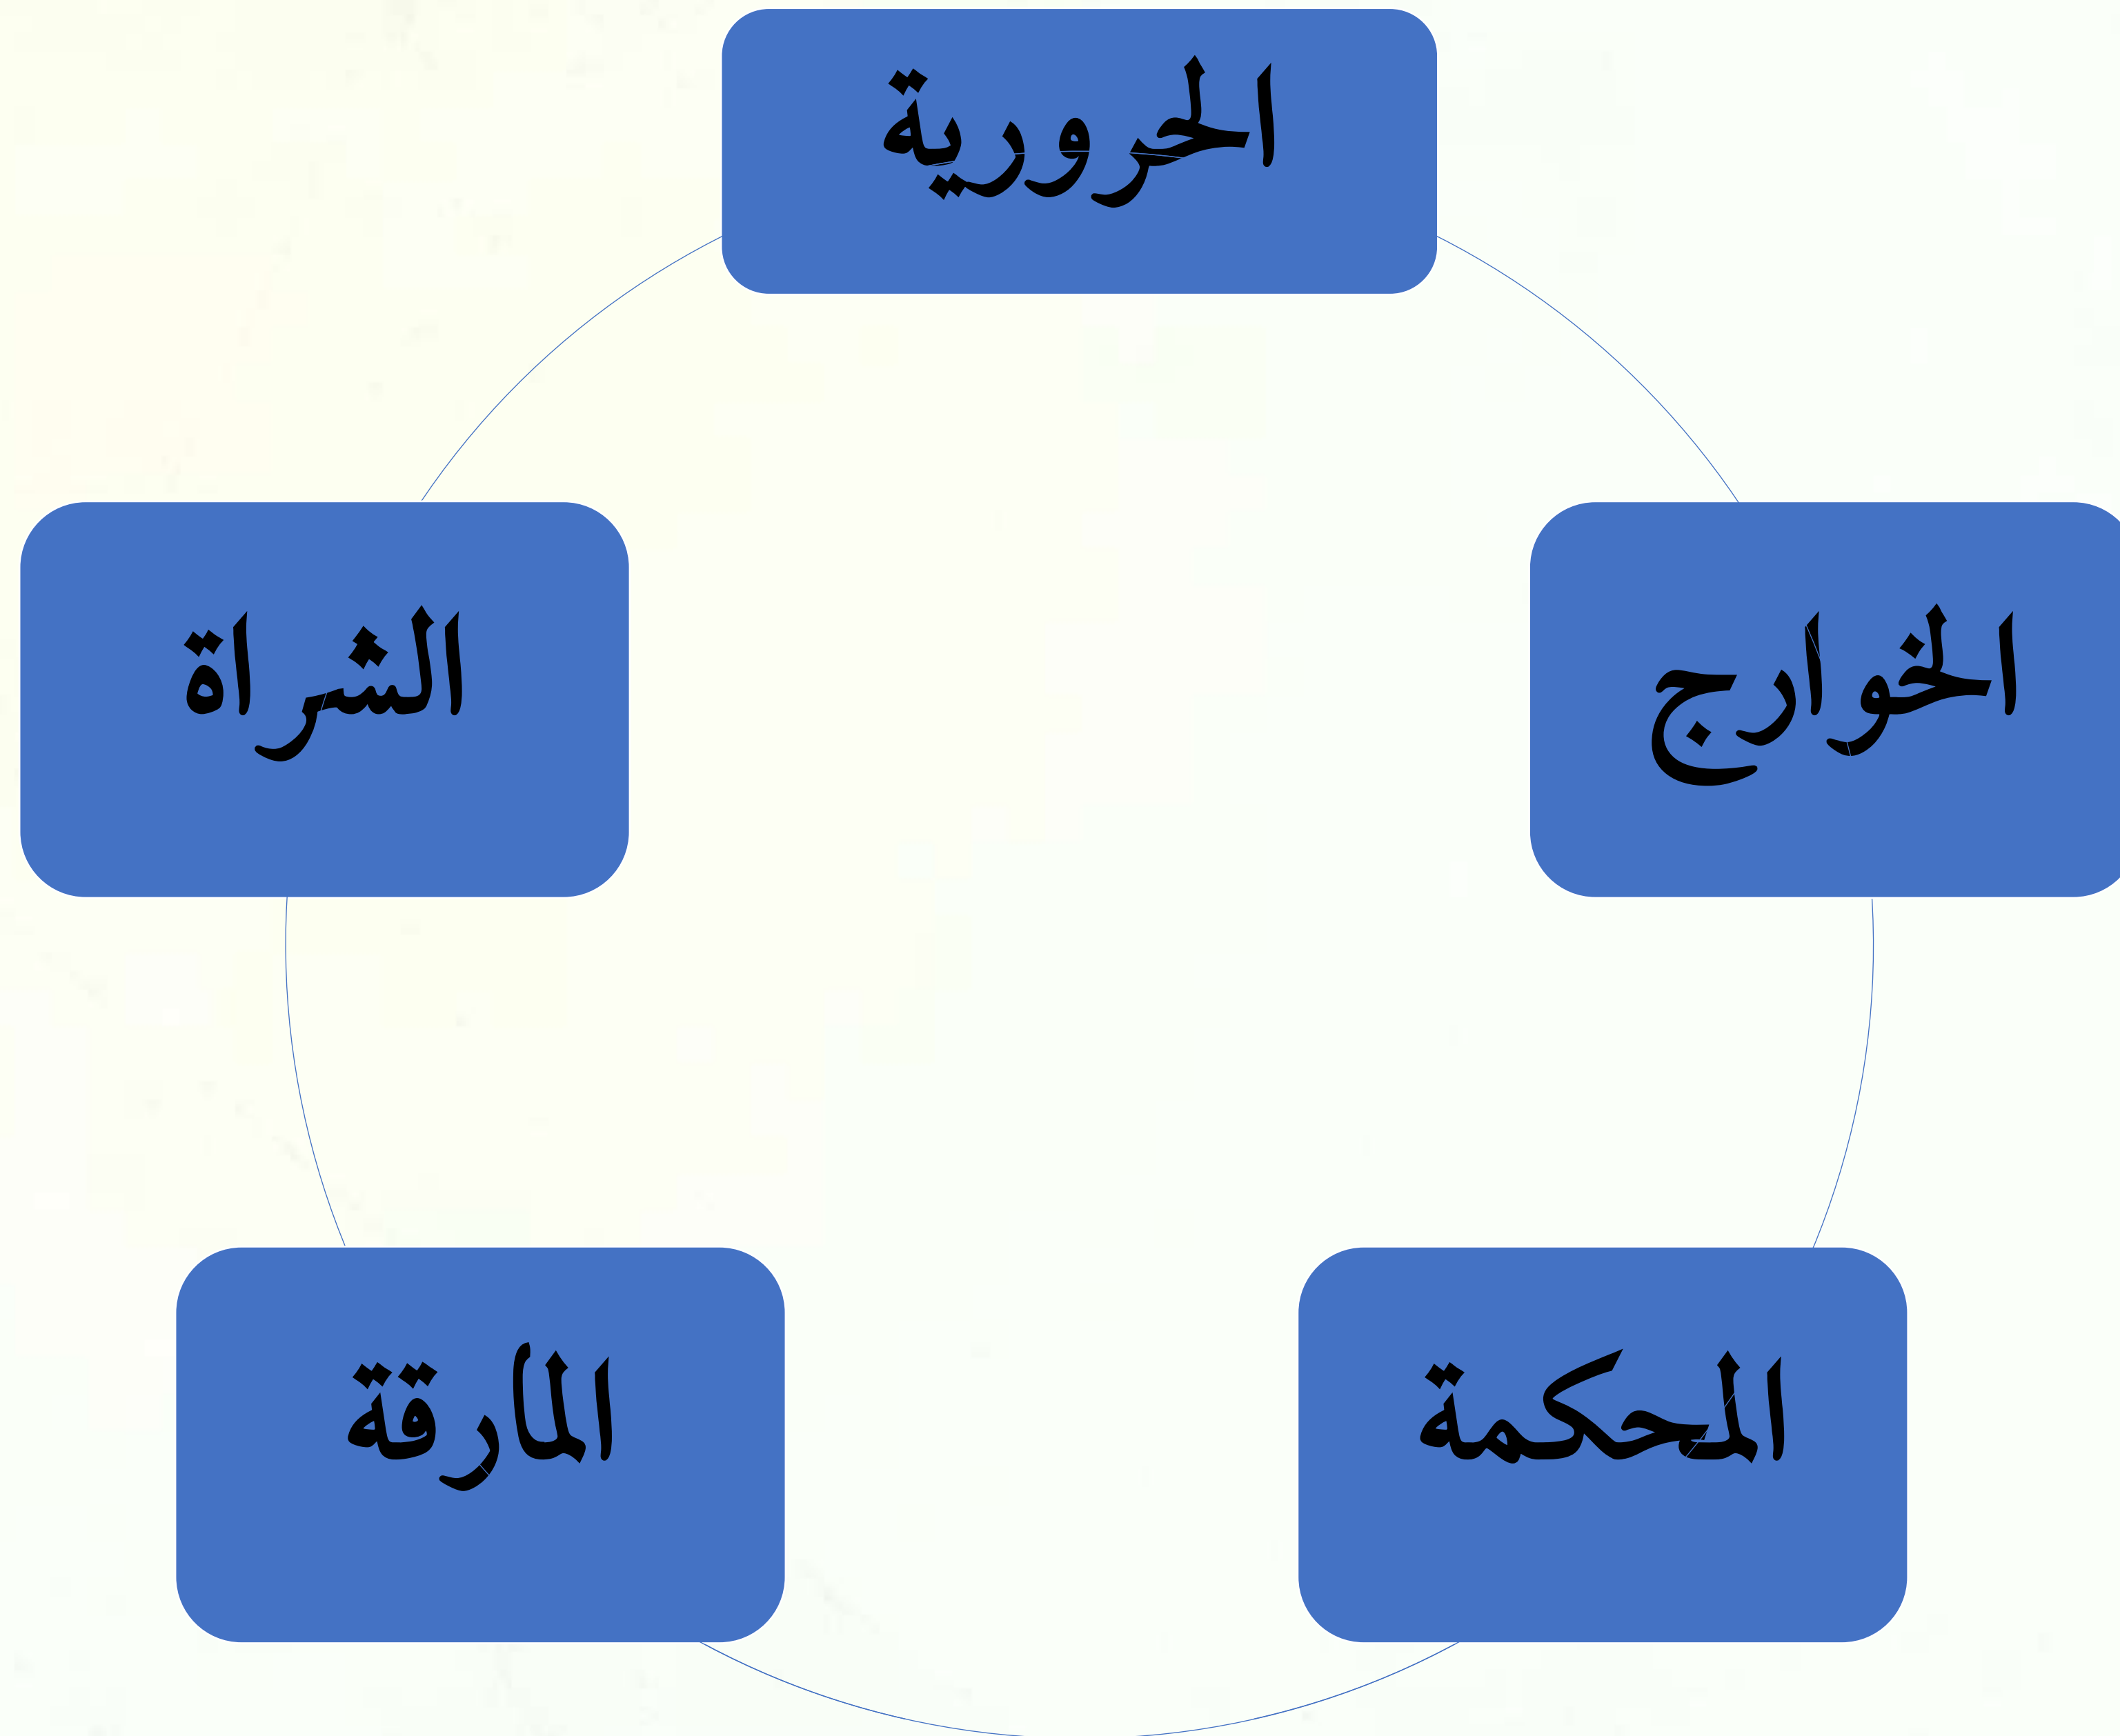 الحرورية
الخوارج
المحكمة
المارقة
الشراة